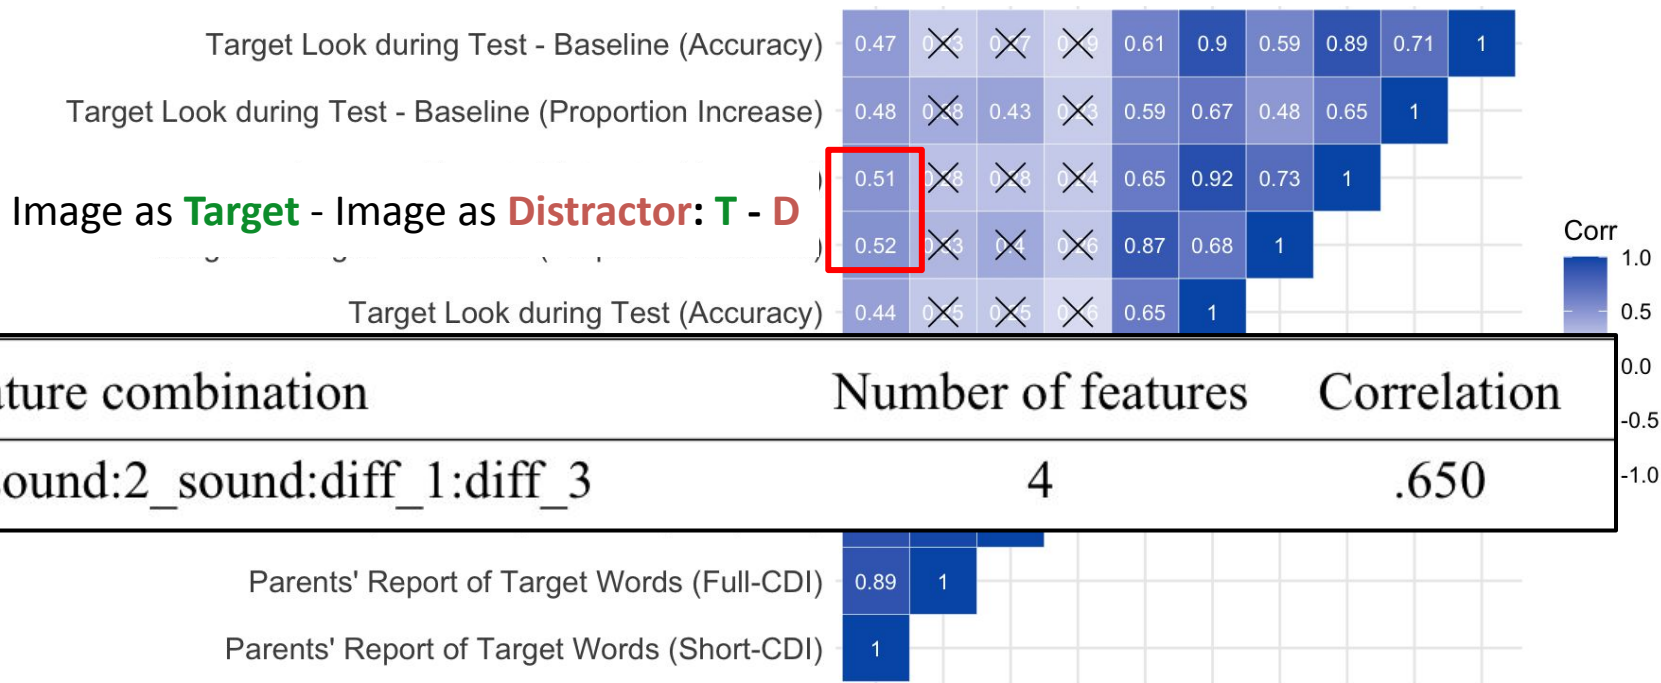 Target Look during Test - Baseline (Accuracy) 0.47 0.61 0.9 0.59 0.89 0.71 1
Target Look during Test - Baseline (Proportion Increase) 0.48 0.43 0.59 0.67 0.48 0.65 1
) 0.51 0.65 0.92 0.73 1
Image as Target - Image as Distractor: T - D
) 0.52 0.87 0.68 1
Corr
1.0
0.5
0.0
-0.5
-1.0
Target Look during Test (Accuracy) 0.44 0.65 1
ture combination Number of features Correlation
ound:2_sound:diff_1:diff_3 4 .650
Parents' Report of Target Words (Full-CDI) 0.89 1
Parents' Report of Target Words (Short-CDI) 1